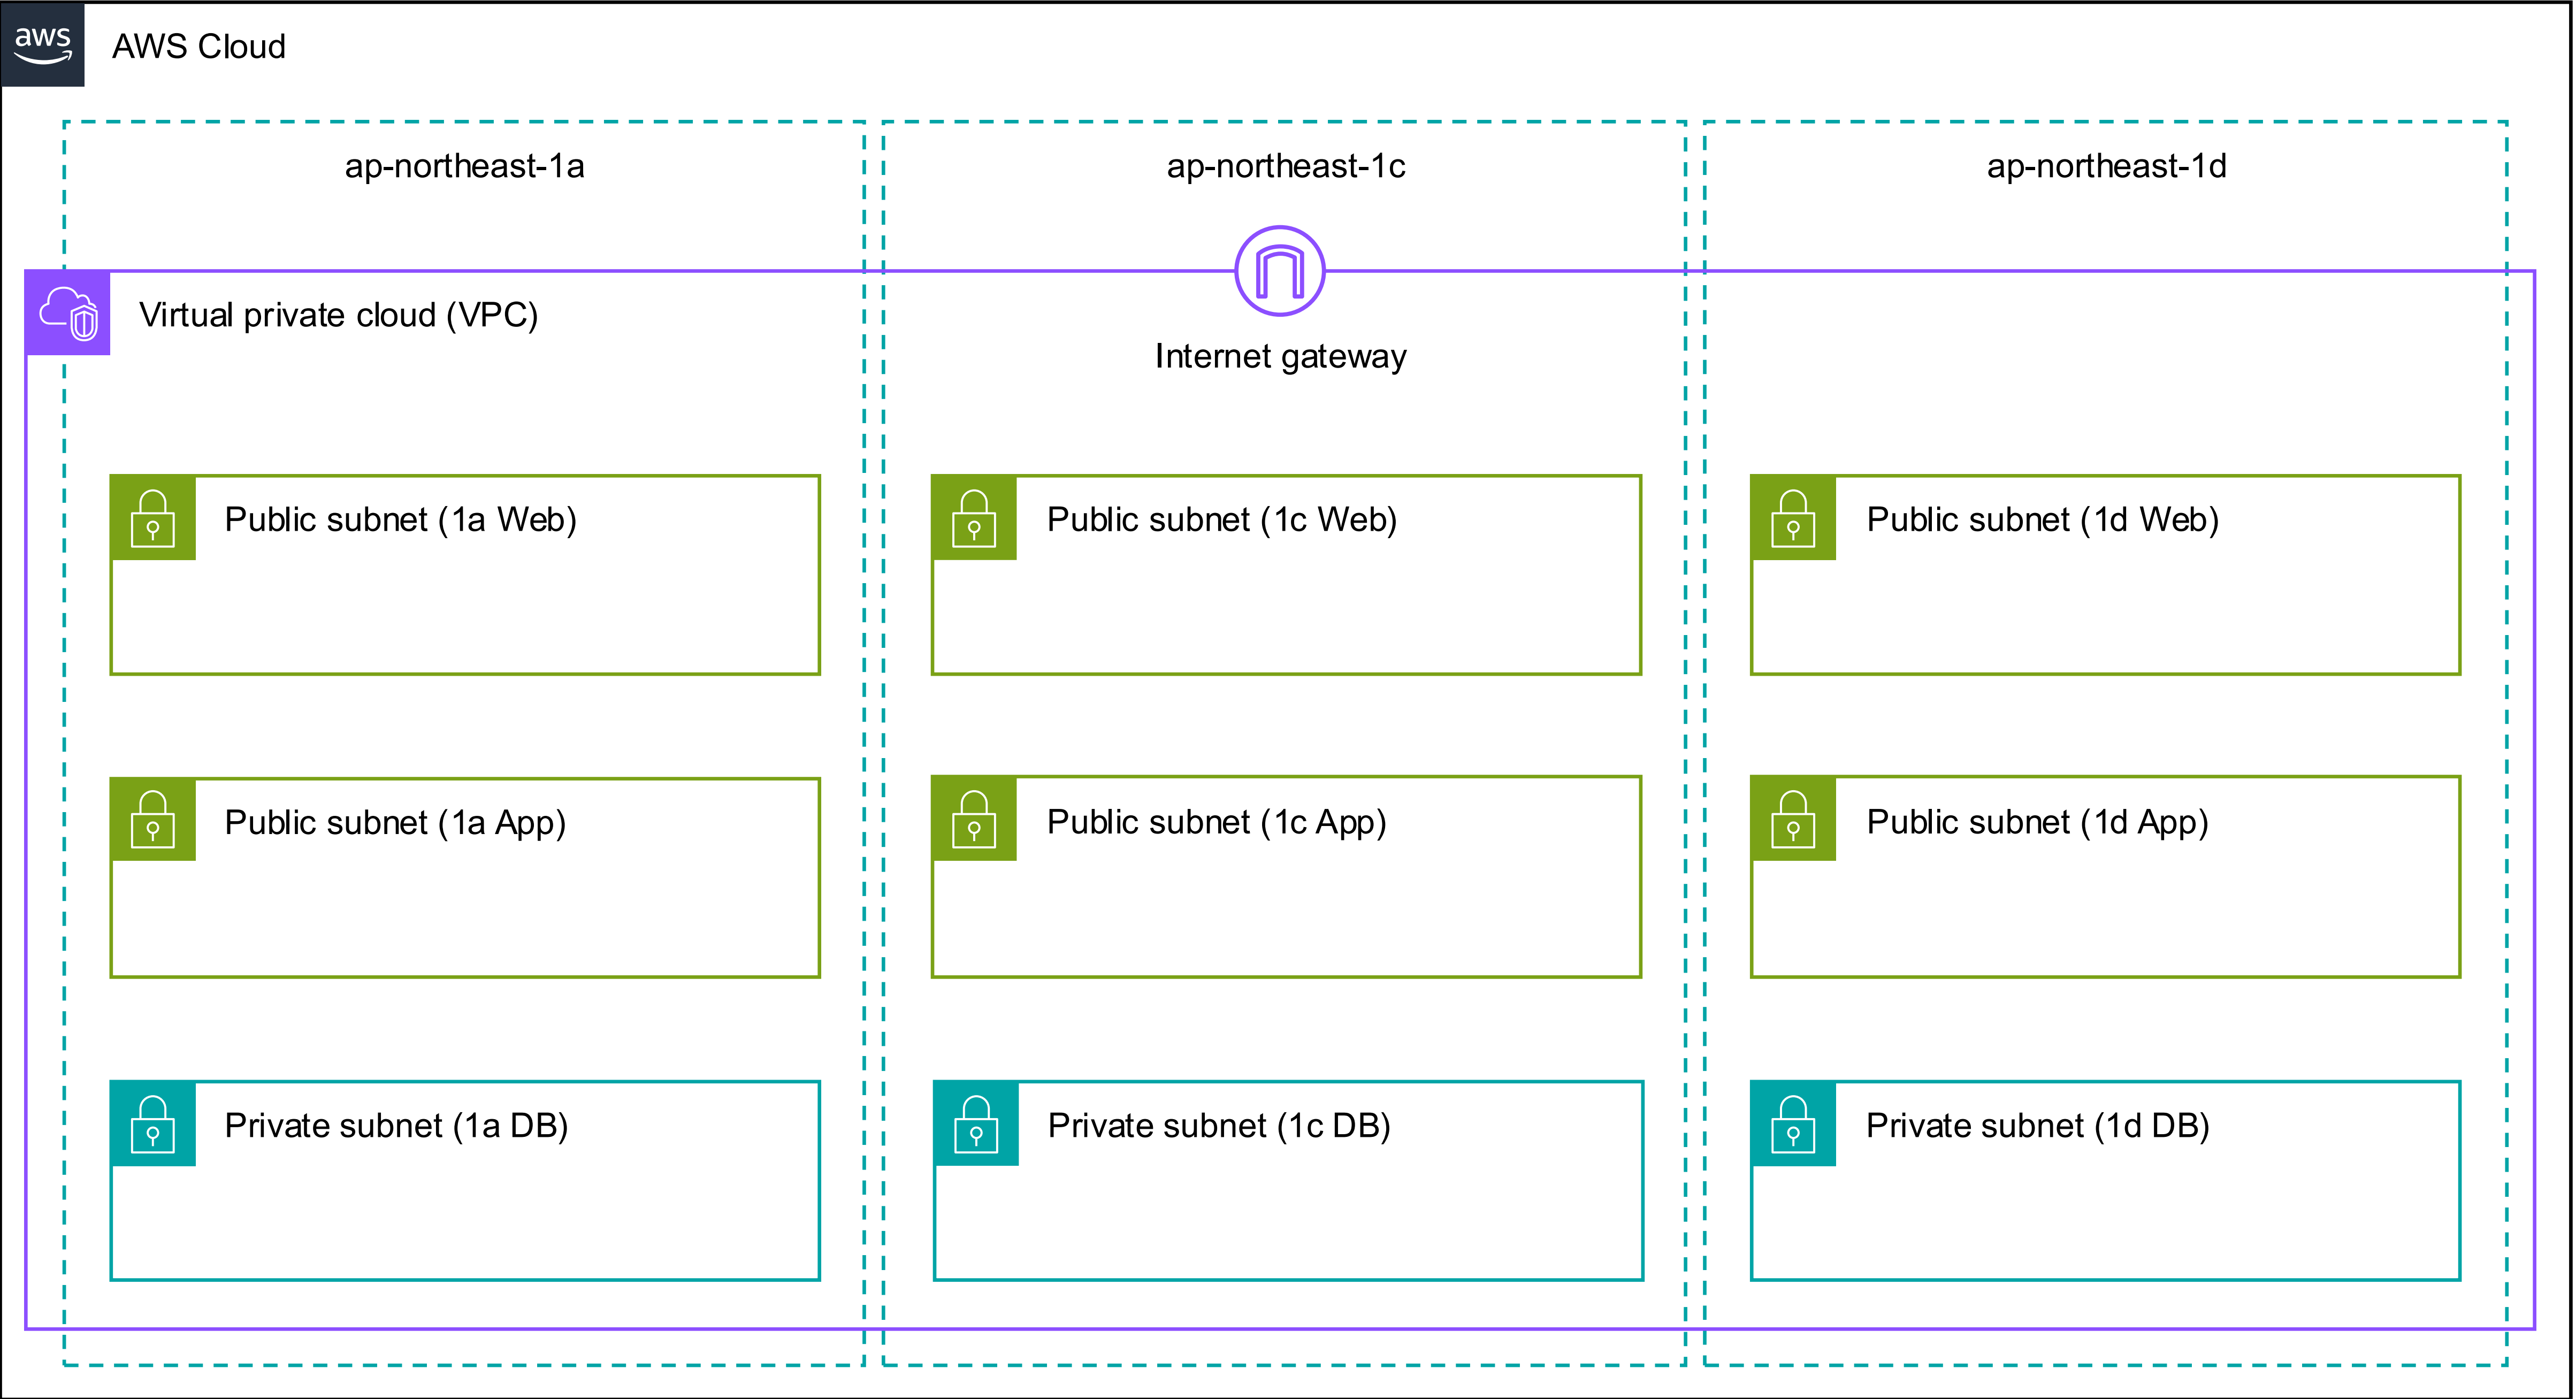 aws
AWS Cloud
ap-northeast-1a
ap-northeast-1c
ap-northeast-1d
Virtual private cloud (VPC)
Internet gateway
Public subnet (1a Web)
Public subnet (1c Web)
Public subnet (1d Web)
Public subnet (1a App)
Public subnet (1c App)
Public subnet (1d App)
Private subnet (1a DB)
Private subnet (1c DB)
Private subnet (1d DB)